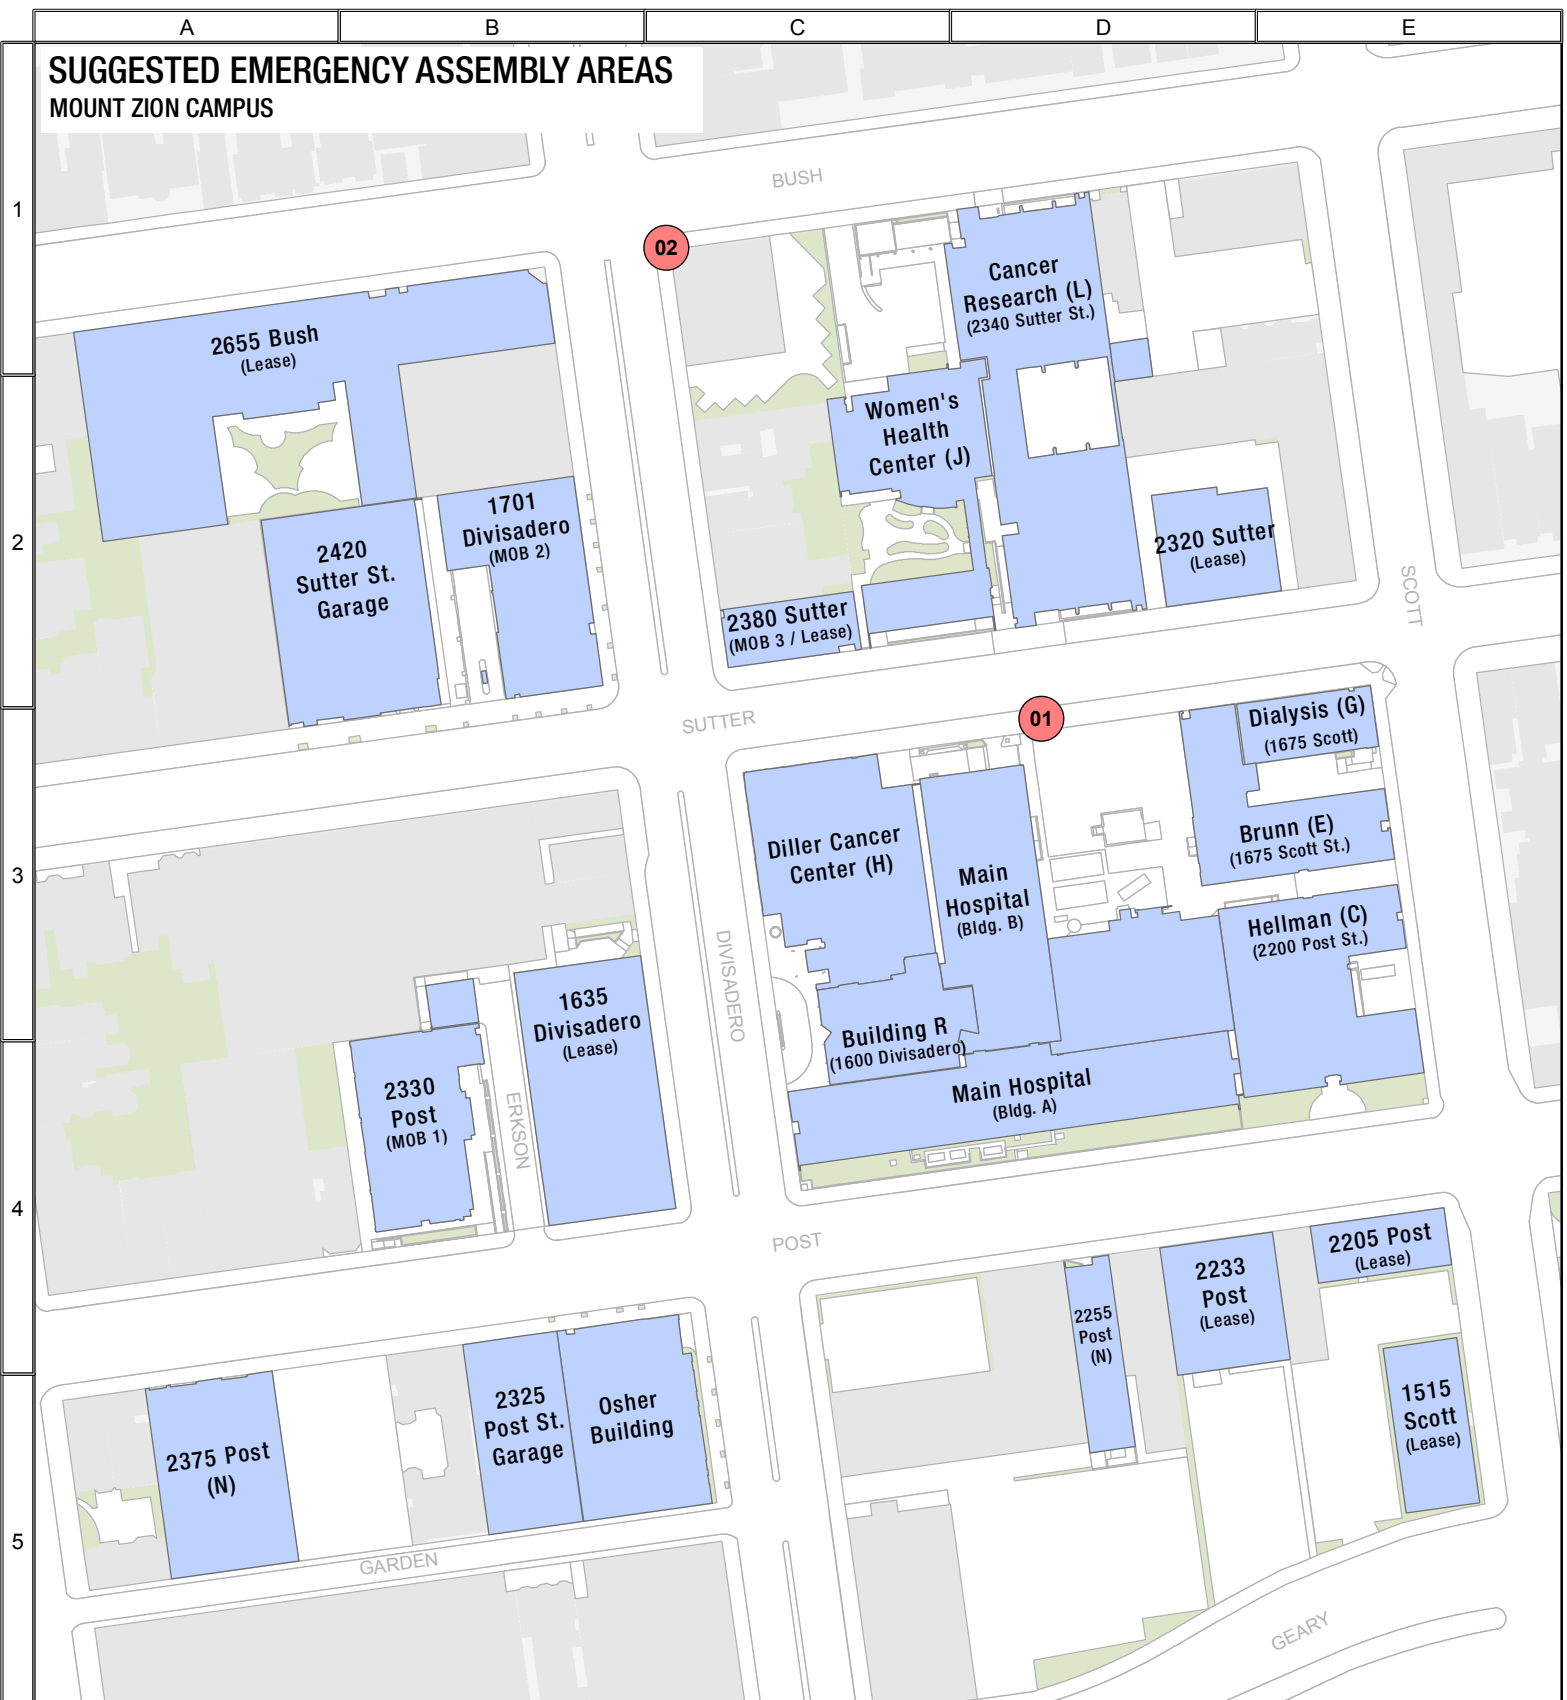 A B C D E
SUGGESTED EMERGENCY ASSEMBLY AREAS
MOUNT ZION CAMPUS
BUSH
1
02
Cancer
Research (L)
(2340 Sutter St.)
2655 Bush
(Lease)
Women's
Health
Center (J)
1701
Divisadero
(MOB 2)
2
2420
Sutter St.
Garage
2320 Sutter
(Lease)
SCOTT
2380 Sutter
(MOB 3 / Lease)
SUTTER
01
Dialysis (G)
(1675 Scott)
Diller Cancer
Center (H)
Brunn (E)
(1675 Scott St.)
3
Main
Hospital
(Bldg. B)
Hellman (C)
(2200 Post St.)
DIVISADERO
1635
Divisadero
(Lease)
Building R
(1600 Divisadero)
2330
Post
(MOB 1)
ERKSON
Main Hospital
(Bldg. A)
4
POST
2205 Post
(Lease)
2233
Post
(Lease)
2255
Post
(N)
2325
Post St.
Garage
Osher
Building
1515
Scott
(Lease)
2375 Post
(N)
5
GARDEN
GEARY